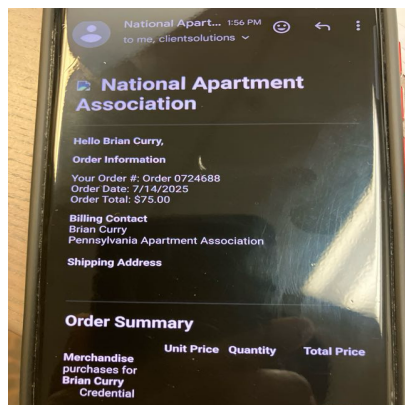 National Apart... 1:56 PM
to me, clientsolutions
National Apartment
Association
Hello Brian Curry,
Order Information
Your Order #: Order 0724688
Order Date: 7/14/2025
Order Total: $75.00
Billing Contact
Brian Curry
Pennsylvania Apartment Association
Shipping Address
Order Summary
Unit Price Quantity Total Price
Merchandise
purchases for
Brian Curry
Credential